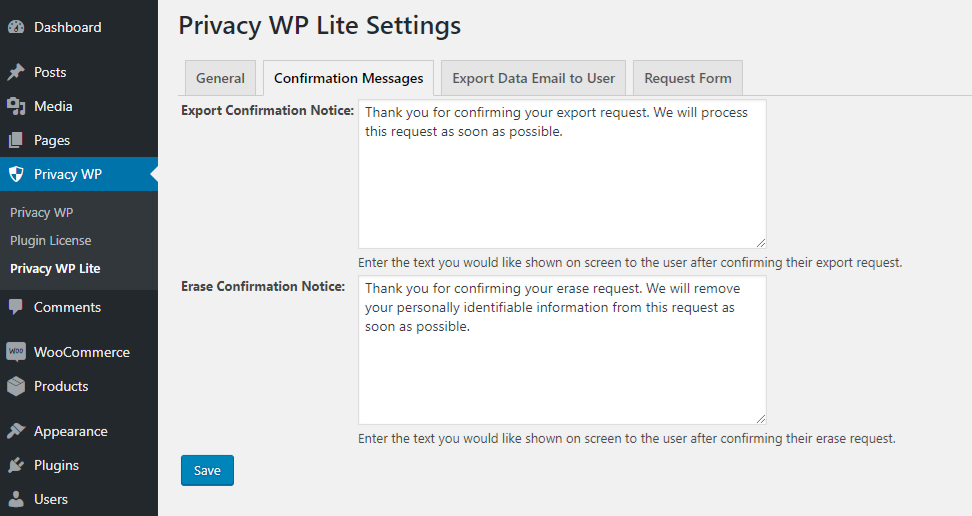 Dashboard
Posts
Media
Pages
Privacy WP
Privacy WP
Plugin License
Privacy WP Lite
Comments
WOO
WooCommerce
Products
Appearance
Plugins
Users
Privacy WP Lite Settings
General
Confirmation Messages
Export Data Email to User
Request Form
Export Confirmation Notice:
Thank you for confirming your export request. We will process
this request as soon as possible.
Enter the text you would like shown on screen to the user after confirming their export request.
Erase Confirmation Notice:
Thank you for confirming your erase request. We will remove
your personally identifiable information from this request as
soon as possible.
Enter the text you would like shown on screen to the user after confirming their erase request.
Save